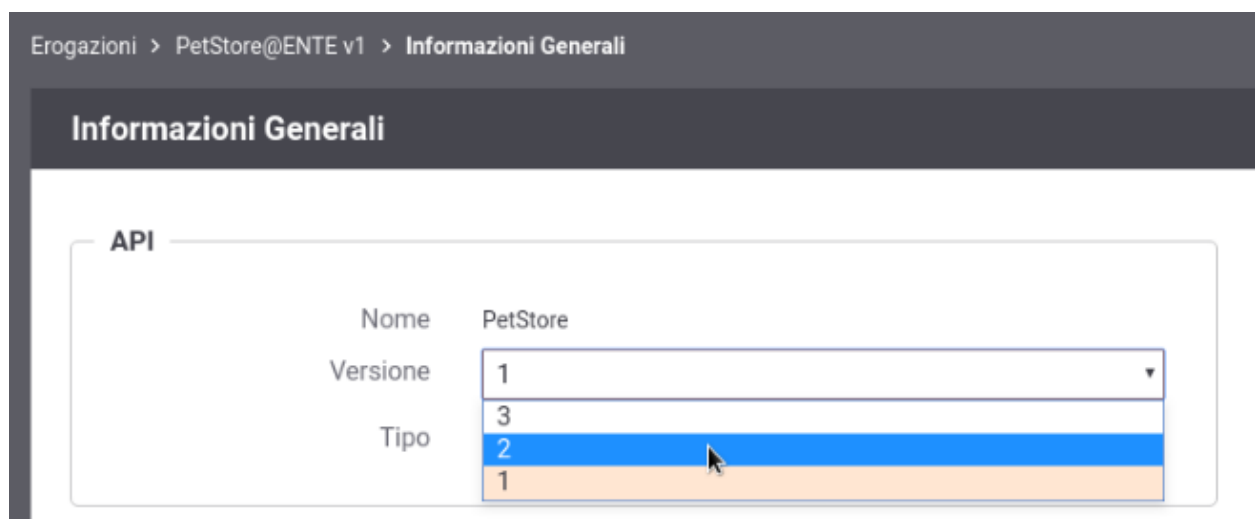 Erogazioni > PetStore@ENTE v1 > Informazioni Generali
Informazioni Generali
API
Nome PetStore
Versione 1
3
Tipo 2
1